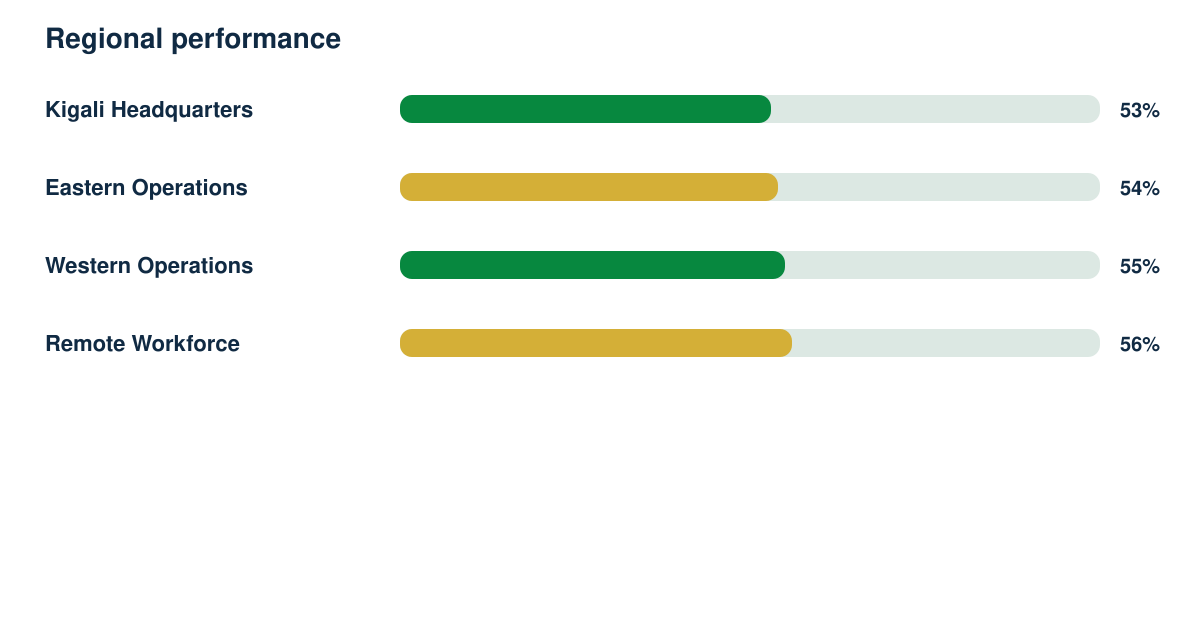 Regional performance
Kigali Headquarters 53%
Eastern Operations 54%
Western Operations 55%
Remote Workforce 56%